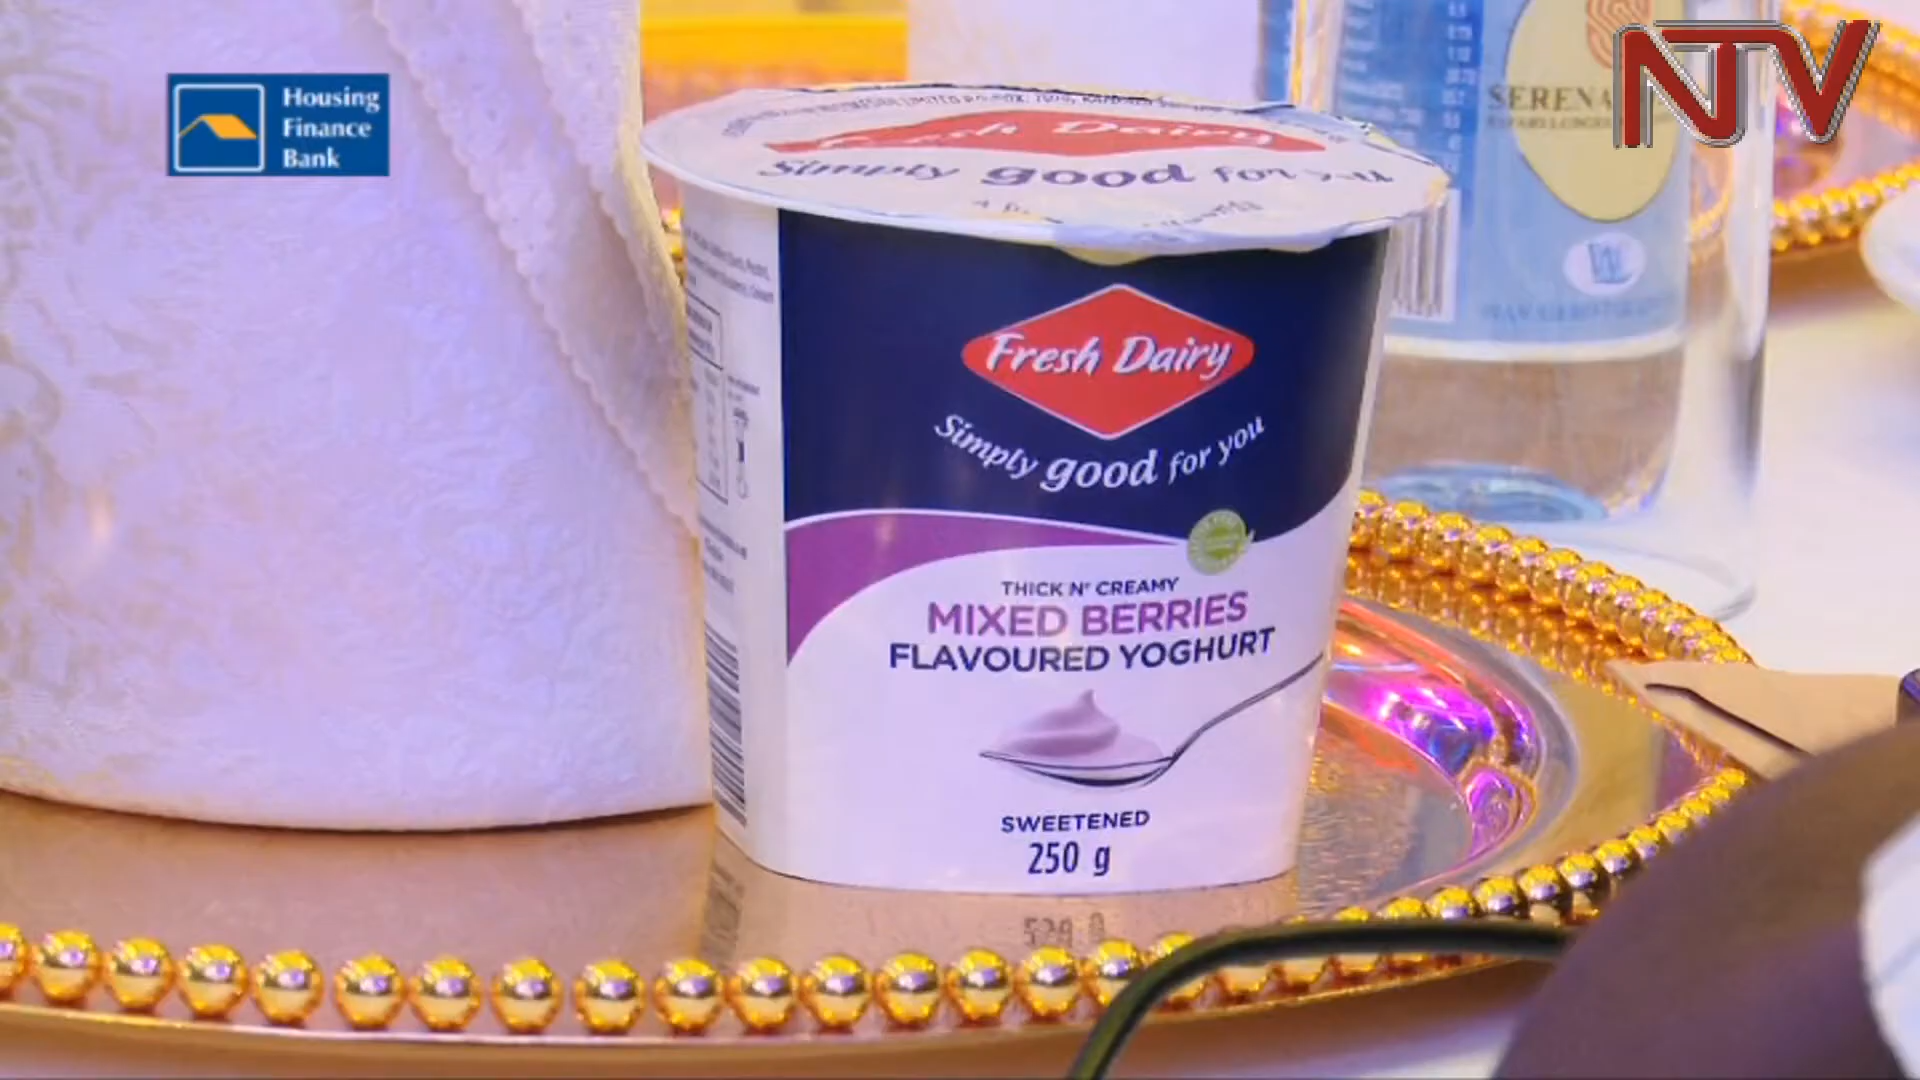 Housing
Finance
Bank
NTV
SERENA
Fresh Dairy
Simply good for you
Fresh Dairy
Simply good for you
THICK N' CREAMY
MIXED BERRIES
FLAVOURED YOGHURT
SWEETENED
250 g